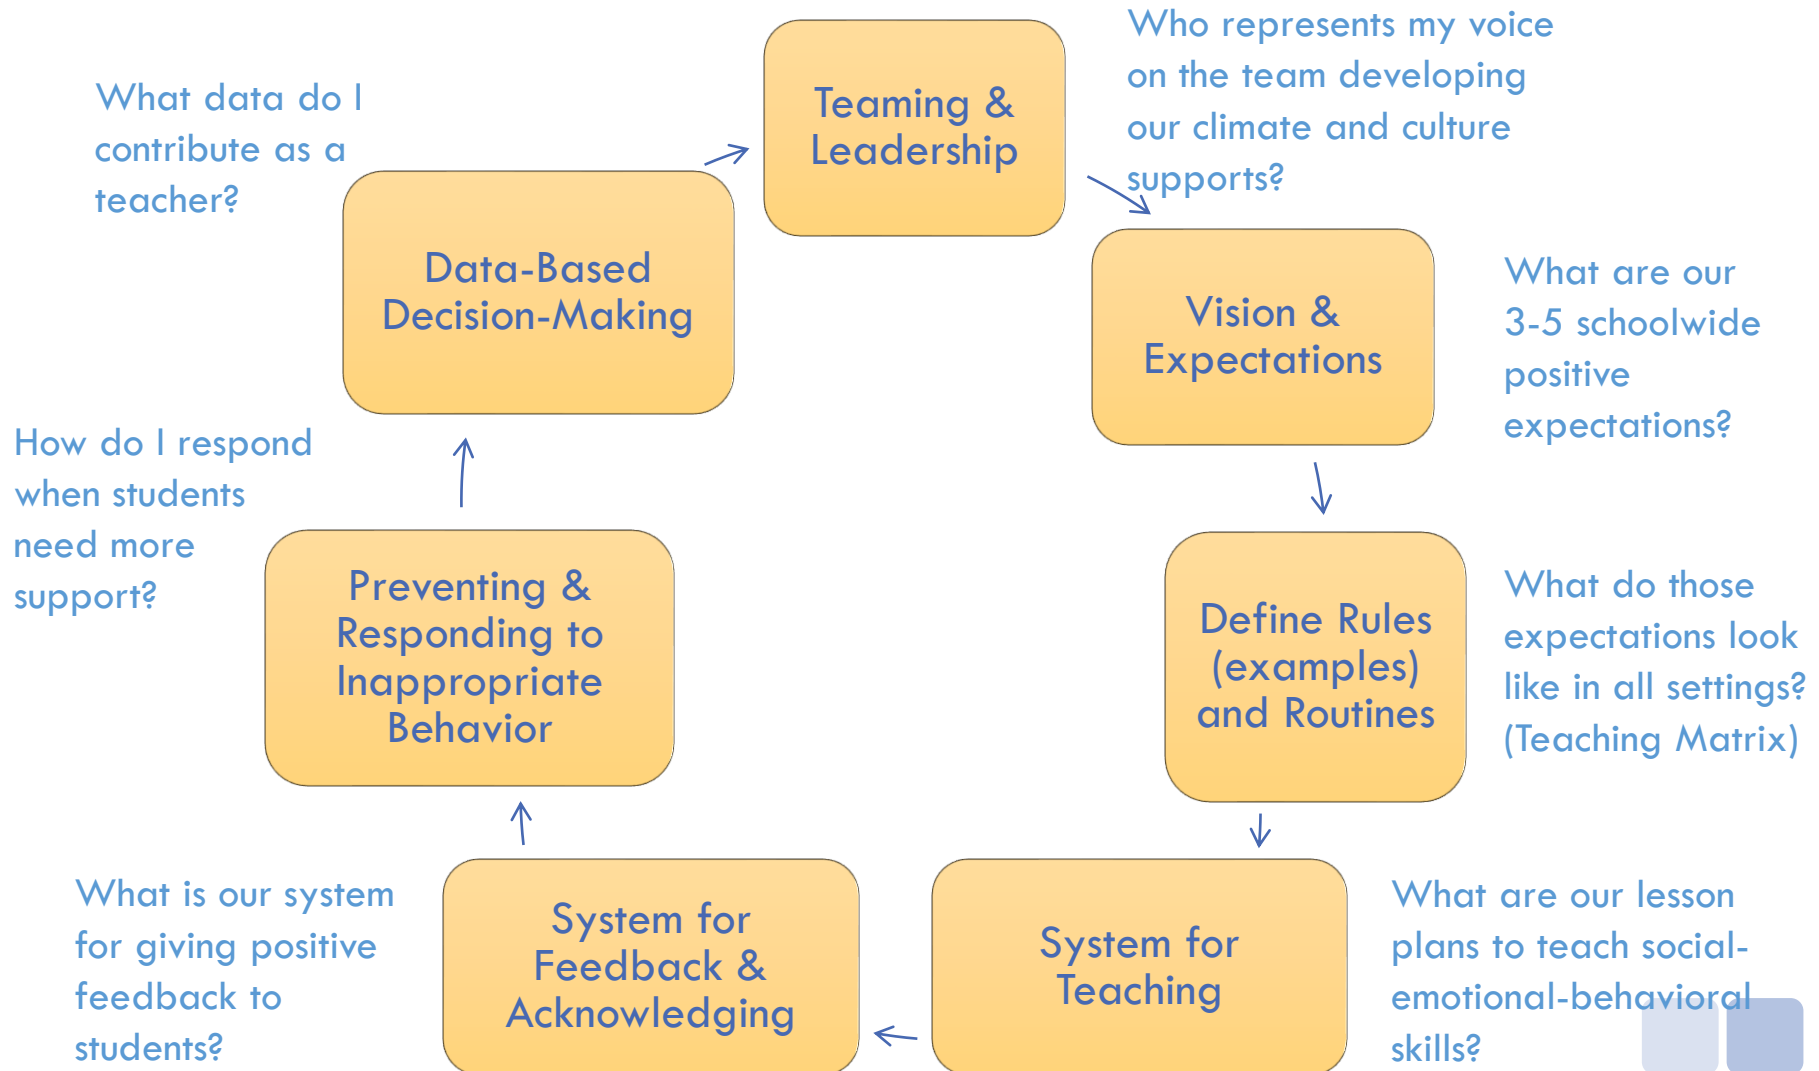 Teaming &
Leadership
Who represents my voice
on the team developing
our climate and culture
supports?
Vision &
Expectations
What are our
3-5 schoolwide
positive
expectations?
Define Rules
(examples)
and Routines
What do those
expectations look
like in all settings?
(Teaching Matrix)
System for
Teaching
What are our lesson
plans to teach social-
emotional-behavioral
skills?
System for
Feedback &
Acknowledging
What is our system
for giving positive
feedback to
students?
Preventing &
Responding to
Inappropriate
Behavior
How do I respond
when students
need more
support?
Data-Based
Decision-Making
What data do I
contribute as a
teacher?